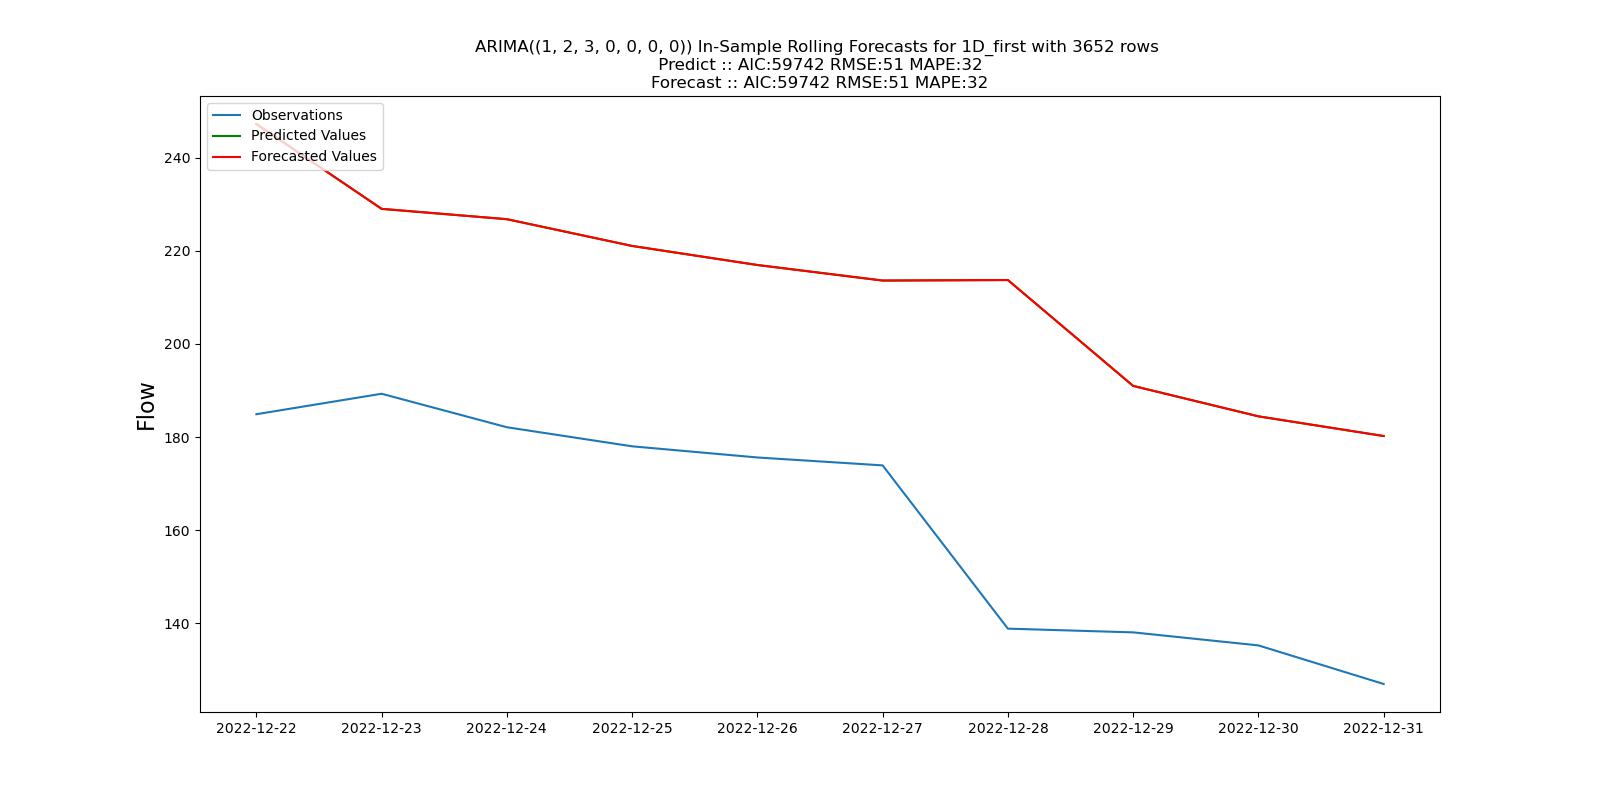 ARIMA((1, 2, 3, 0, 0, 0, 0)) In-Sample Rolling Forecasts for 1D_first with 3652 rows
Predict :: AIC:59742 RMSE:51 MAPE:32
Forecast :: AIC:59742 RMSE:51 MAPE:32
Observations
Predicted Values
Forecasted Values
240
220
200
180
160
140
Flow
2022-12-22 2022-12-23 2022-12-24 2022-12-25 2022-12-26 2022-12-27 2022-12-28 2022-12-29 2022-12-30 2022-12-31